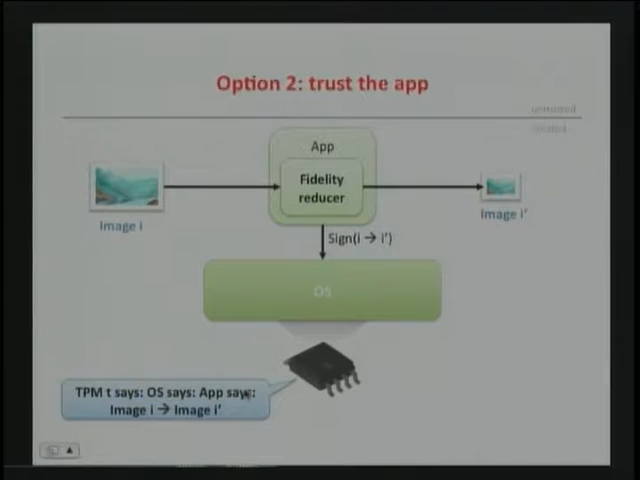 Option 2: trust the app
untrusted
trusted
App
Fidelity
reducer
Image i
Image i'
Sign(i → i')
OS
TPM t says: OS says: App says:
Image i → Image i'